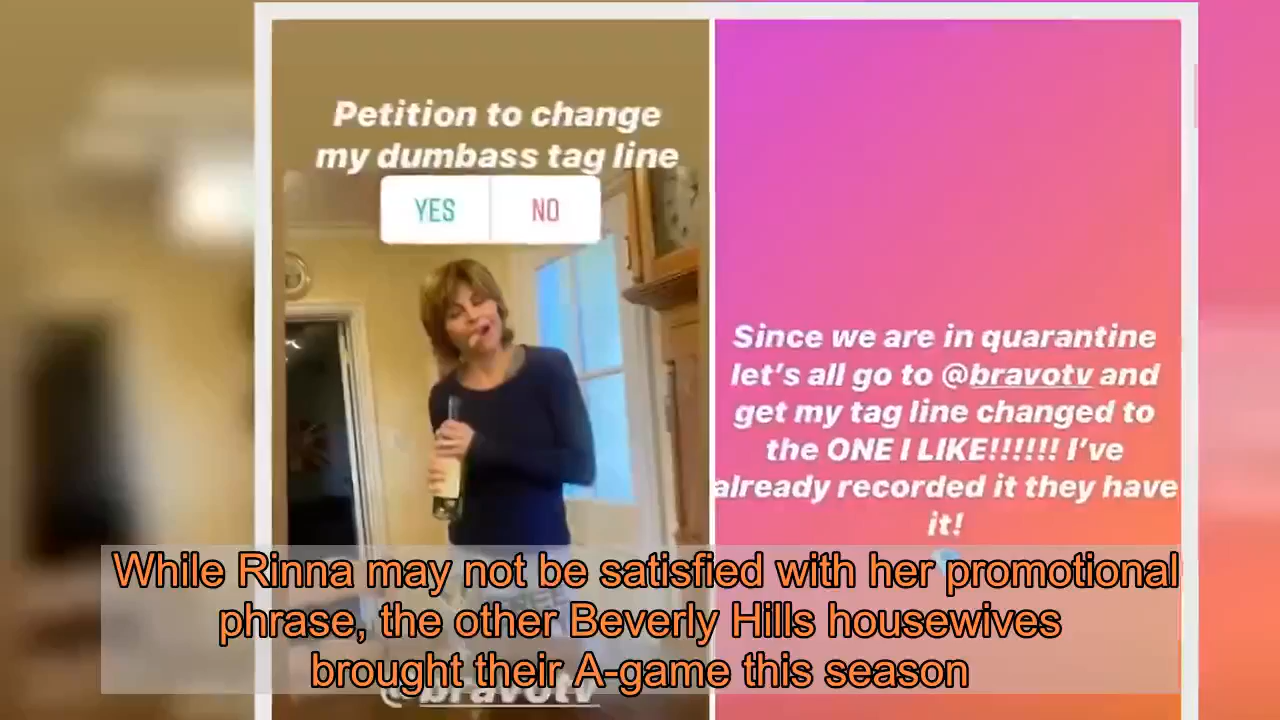 Petition to change
my dumbass tag line
YES NO
@bravotv
Since we are in quarantine
let's all go to @bravotv and
get my tag line changed to
the ONE I LIKE!!!!!! I've
already recorded it they have
it!
While Rinna may not be satisfied with her promotional
phrase, the other Beverly Hills housewives
brought their A-game this season